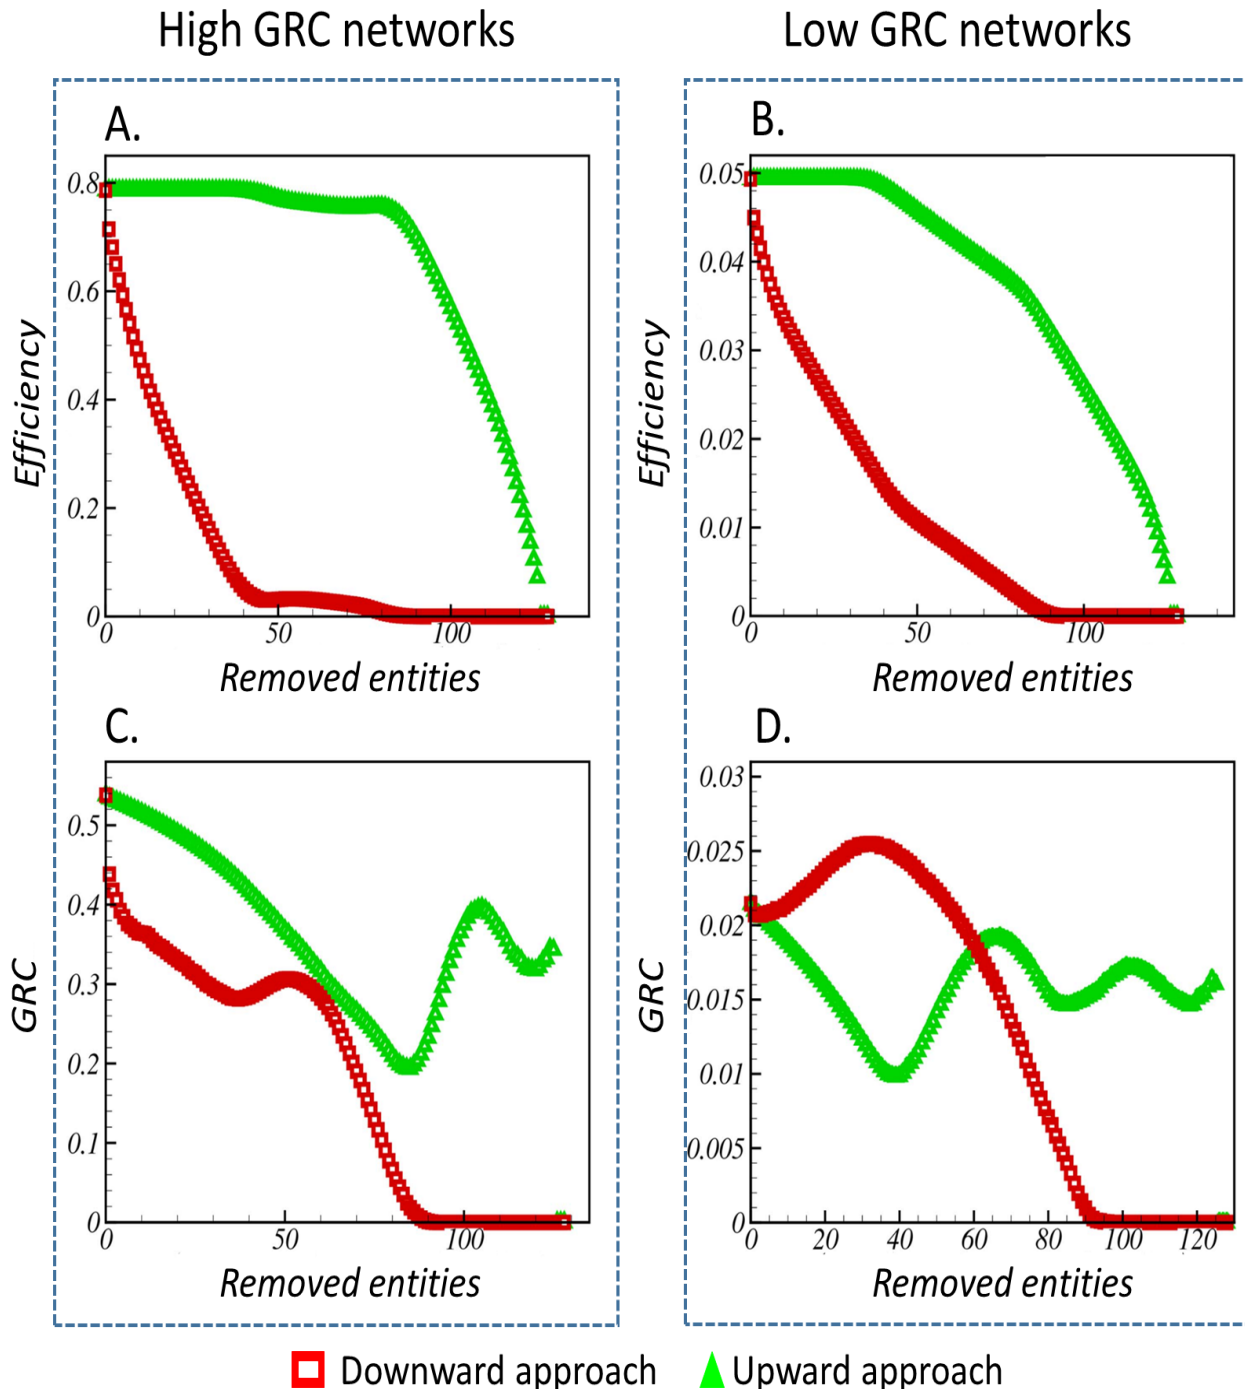 High GRC networks
Low GRC networks
A.
0.8
0.6
0.4
0.2
0
0 50 100
Efficiency
Removed entities
B.
0.05
0.04
0.03
0.02
0.01
0
0 50 100
Efficiency
Removed entities
C.
0.5
0.4
0.3
0.2
0.1
0
0 50 100
GRC
Removed entities
D.
0.03
0.025
0.02
0.015
0.01
0.005
0
0 20 40 60 80 100 120
GRC
Removed entities
Downward approach
Upward approach